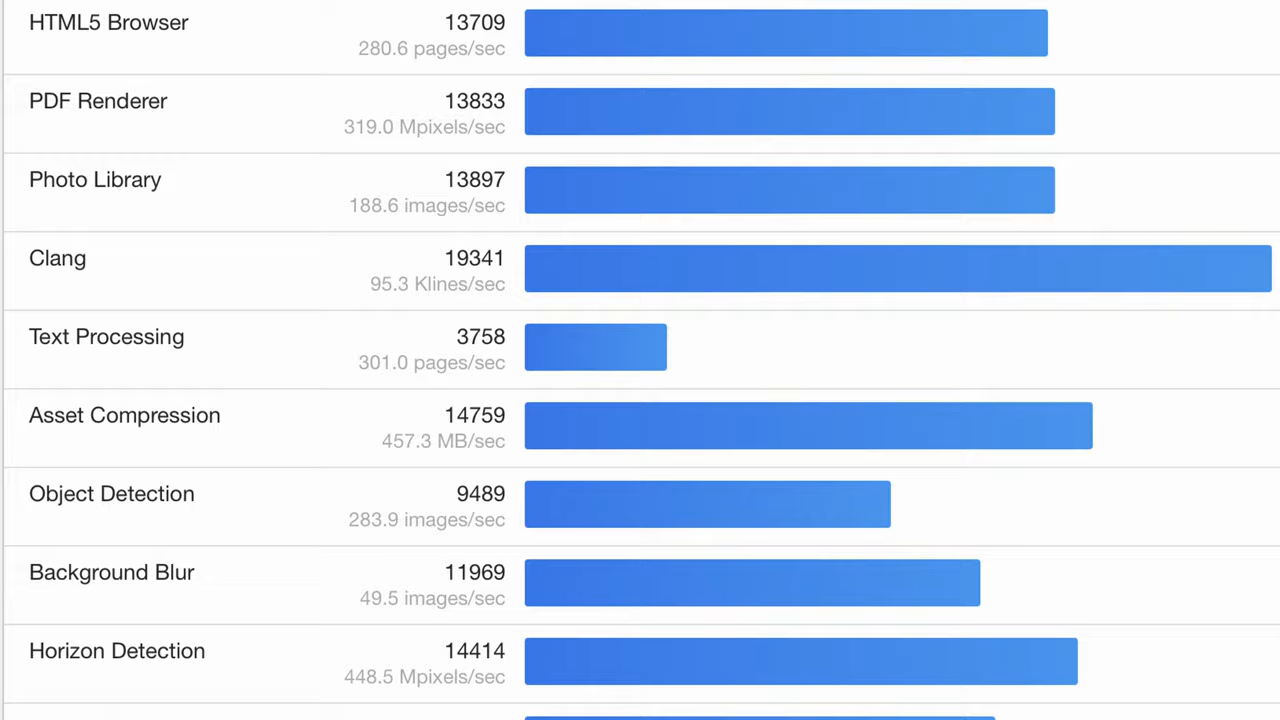 HTML5 Browser 13709
280.6 pages/sec
PDF Renderer 13833
319.0 Mpixels/sec
Photo Library 13897
188.6 images/sec
Clang 19341
95.3 Klines/sec
Text Processing 3758
301.0 pages/sec
Asset Compression 14759
457.3 MB/sec
Object Detection 9489
283.9 images/sec
Background Blur 11969
49.5 images/sec
Horizon Detection 14414
448.5 Mpixels/sec